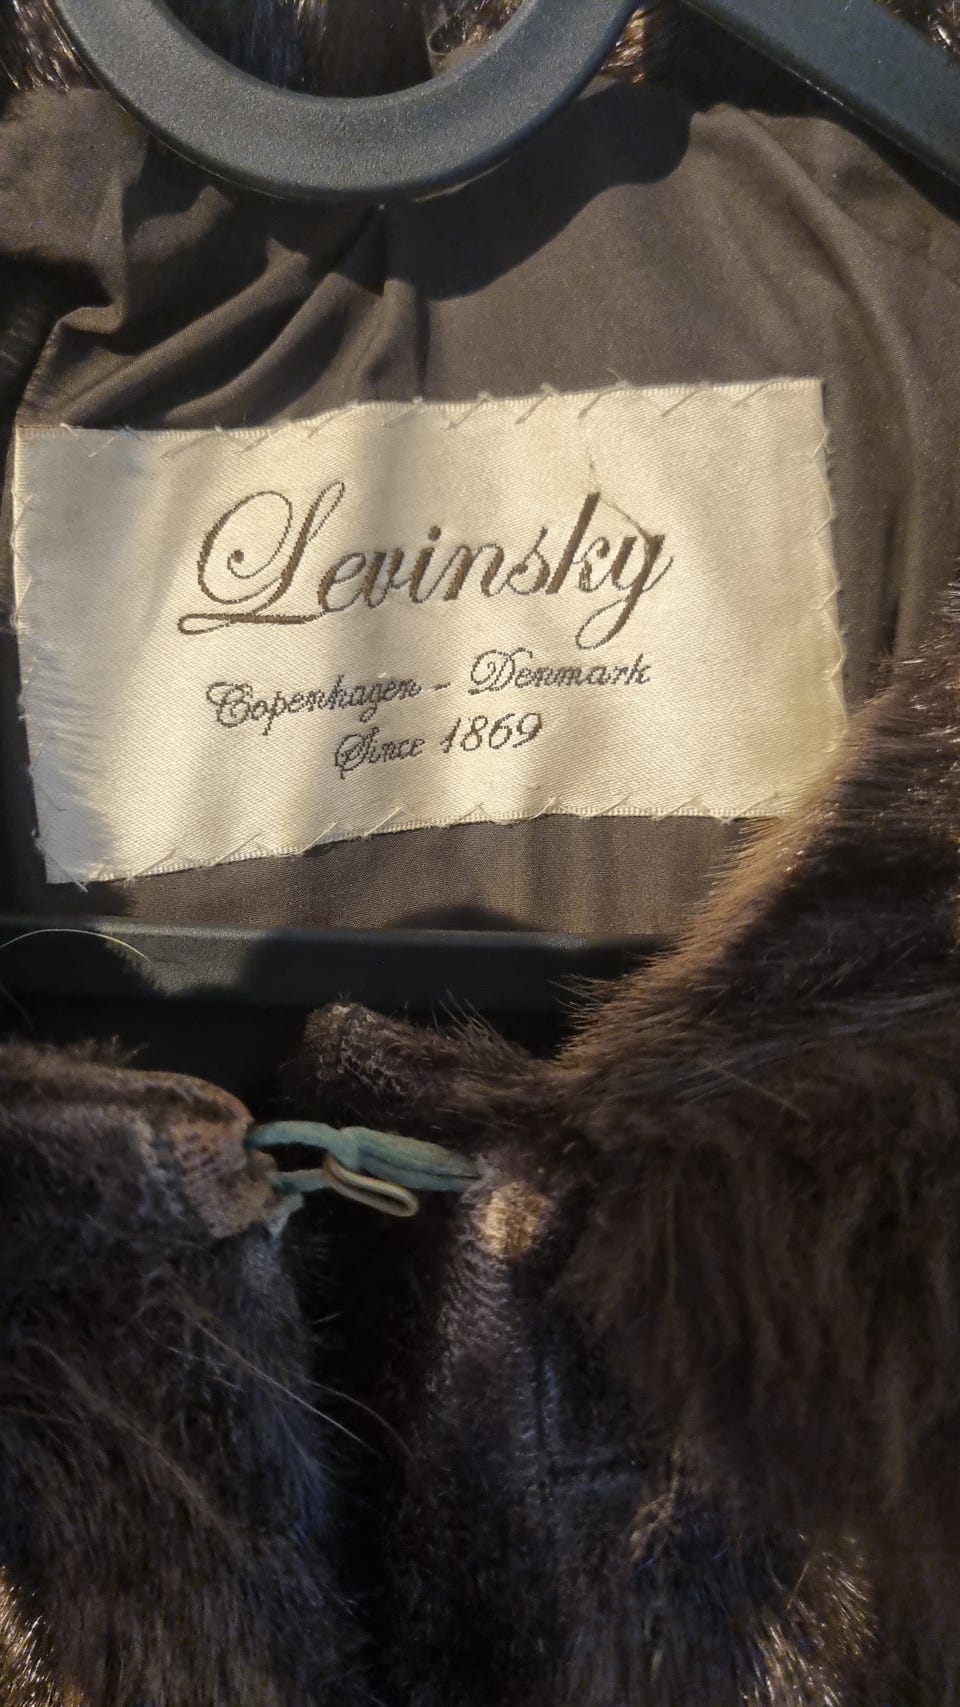 Levinsky
Copenhagen - Denmark
Since 1869